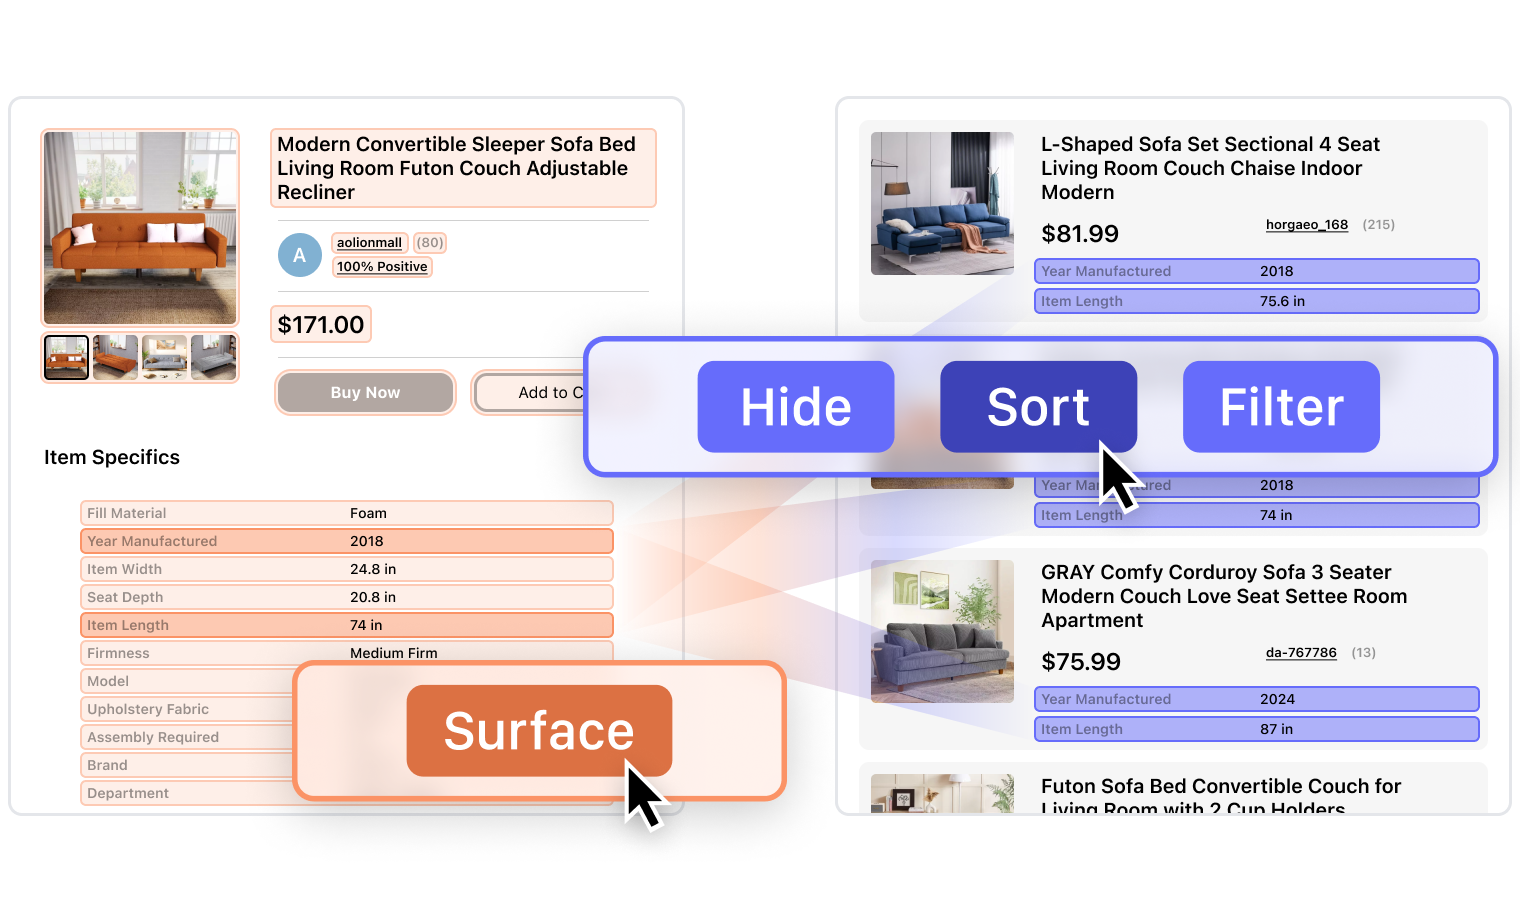 Modern Convertible Sleeper Sofa Bed
Living Room Futon Couch Adjustable
Recliner
A
aolionmall (80)
100% Positive
$171.00
Buy Now
Add to C
Item Specifics
Fill Material Foam
Year Manufactured 2018
Item Width 24.8 in
Seat Depth 20.8 in
Item Length 74 in
Firmness Medium Firm
Model
Upholstery Fabric
Assembly Required
Brand
Department
Surface
L-Shaped Sofa Set Sectional 4 Seat
Living Room Couch Chaise Indoor
Modern
$81.99
horgaeo_168 (215)
Year Manufactured 2018
Item Length 75.6 in
Hide Sort Filter
Year Manufactured 2018
Item Length 74 in
GRAY Comfy Corduroy Sofa 3 Seater
Modern Couch Love Seat Settee Room
Apartment
$75.99
da-767786 (13)
Year Manufactured 2024
Item Length 87 in
Futon Sofa Bed Convertible Couch for
Living Room with 2 Cup Holders